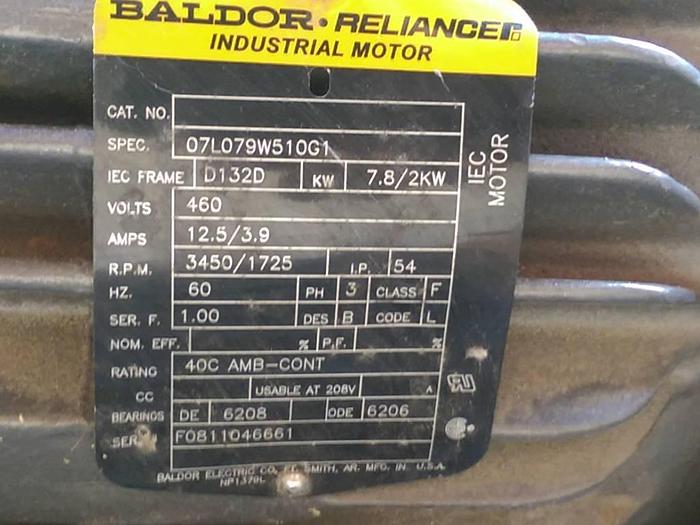 BALDOR • RELIANCER
INDUSTRIAL MOTOR
CAT. NO.
SPEC. 07L079W510G1
IEC FRAME D132D KW 7.8/2KW
VOLTS 460
AMPS 12.5/3.9
R.P.M. 3450/1725 I.P. 54
HZ. 60 PH 3 CLASS F
SER. F. 1.00 DES B CODE L
NOM. EFF. % P.F. %
RATING 40C AMB-CONT
CC USABLE AT 208V A
BEARINGS DE 6208 ODE 6206
SER. F0811046661
BALDOR ELECTRIC CO. FT. SMITH, AR. MFG. IN U.S.A.
NP1379L
IEC MOTOR